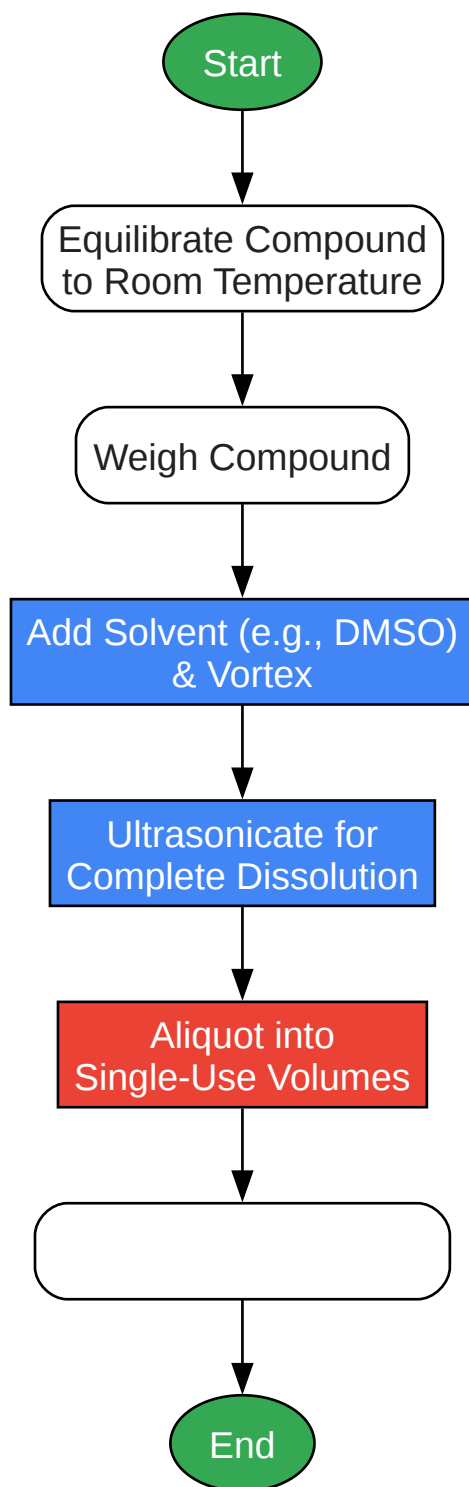 Start
Equilibrate Compound
to Room Temperature
Weigh Compound
Add Solvent (e.g., DMSO)
& Vortex
Ultrasonicate for
Complete Dissolution
Aliquot into
Single-Use Volumes
End